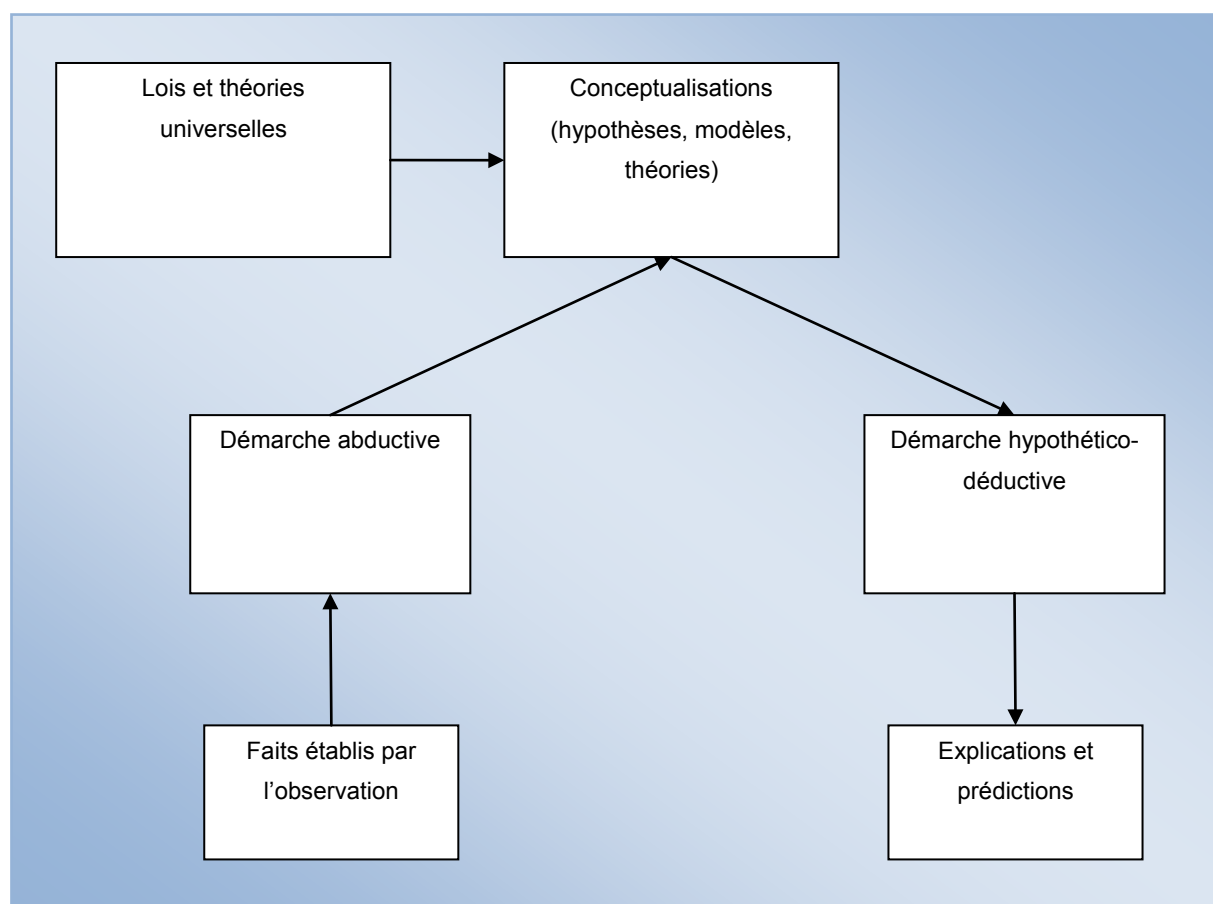 Lois et théories
universelles
Conceptualisations
(hypothèses, modèles,
théories)
Démarche abductive
Démarche hypothético-
déductive
Faits établis par
l’observation
Explications et
prédictions